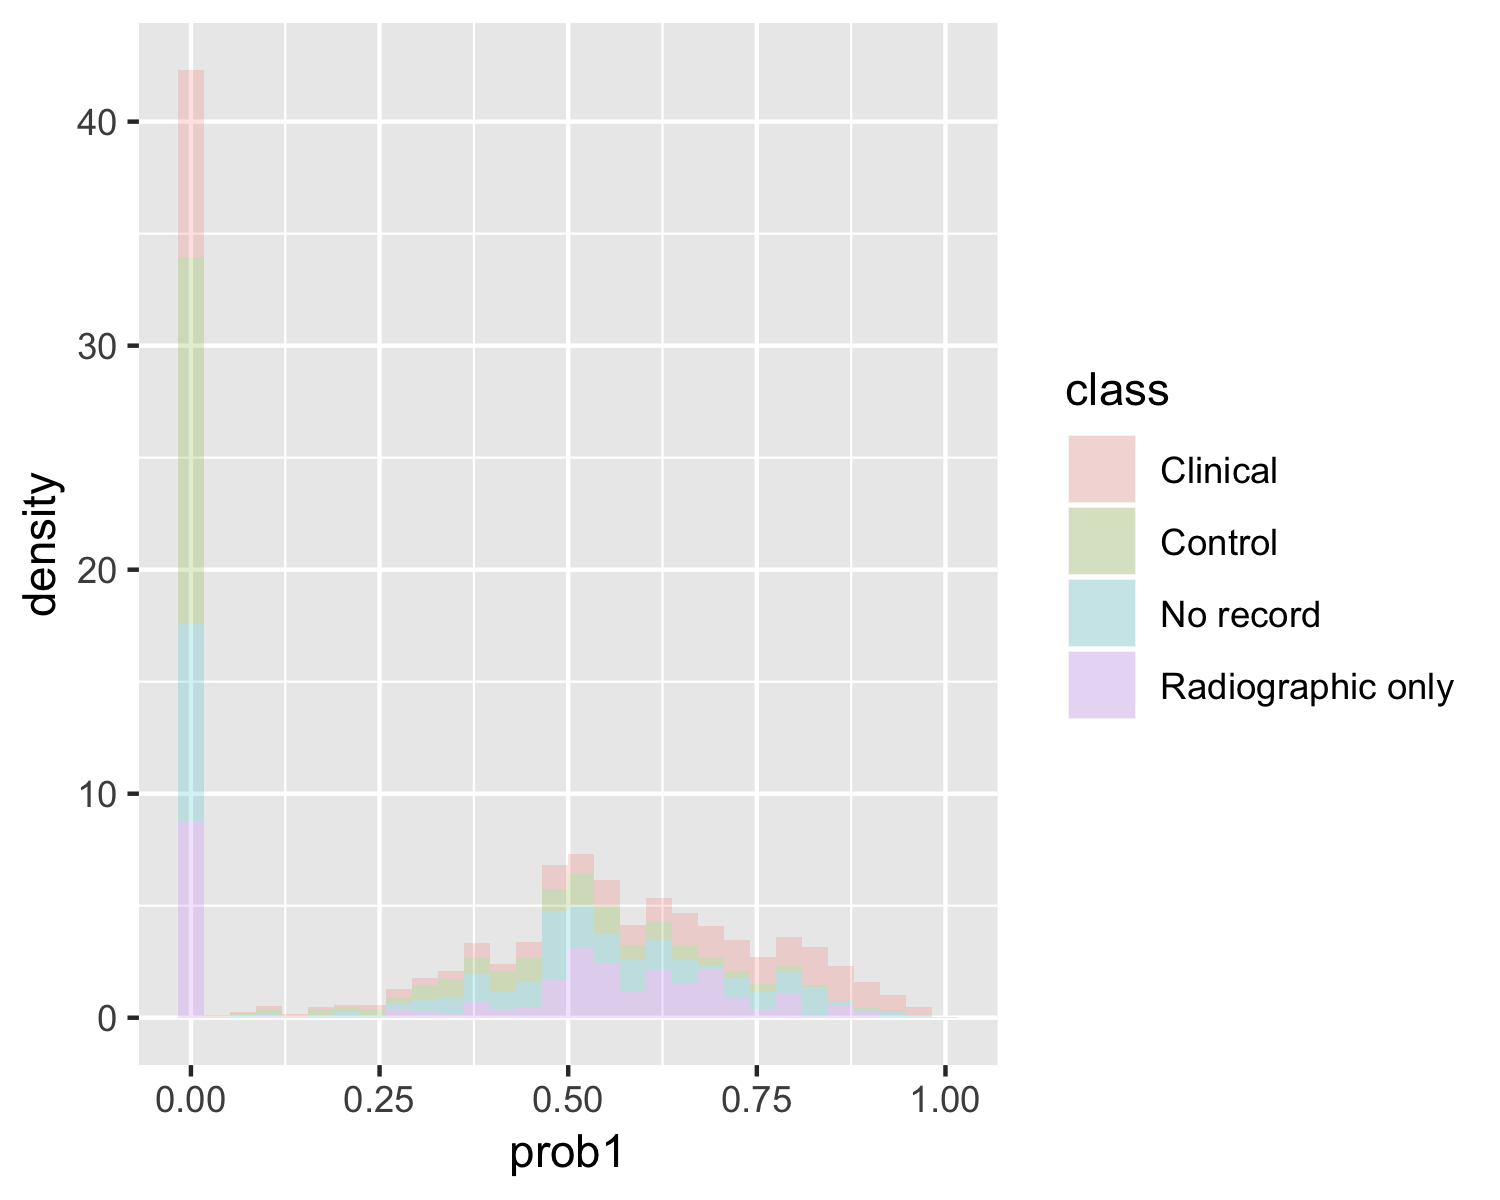 40
30
20
10
0
density
0.00 0.25 0.50 0.75 1.00
prob1
class
Clinical
Control
No record
Radiographic only